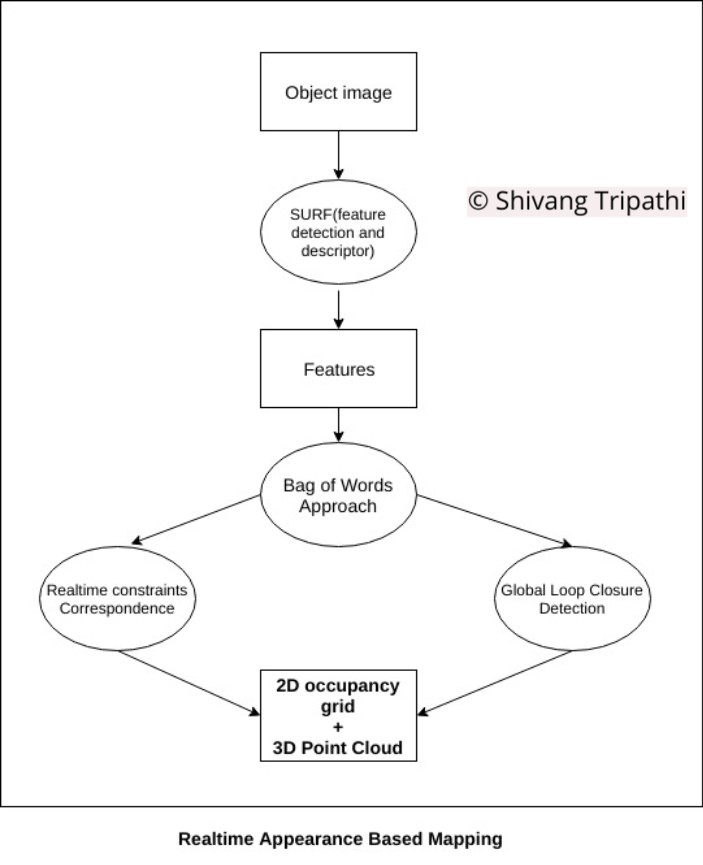 Object image
© Shivang Tripathi
SURF(feature
detection and
descriptor)
Features
Bag of Words
Approach
Realtime constraints
Correspondence
Global Loop Closure
Detection
2D occupancy
grid
+
3D Point Cloud
Realtime Appearance Based Mapping